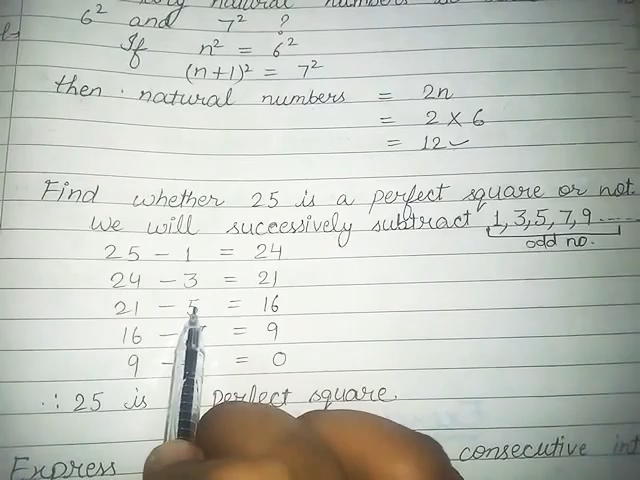 natural numbers
6² and 7² ?
If n² = 6²
(n+1)² = 7²
then natural numbers = 2n
= 2 × 6
= 12 ✓
Find whether 25 is a perfect square or not.
We will successively subtract 1, 3, 5, 7, 9 .....
odd no.
25 - 1 = 24
24 - 3 = 21
21 - 5 = 16
16 - = 9
9 - = 0
∴ 25 is perfect square.
Express consecutive